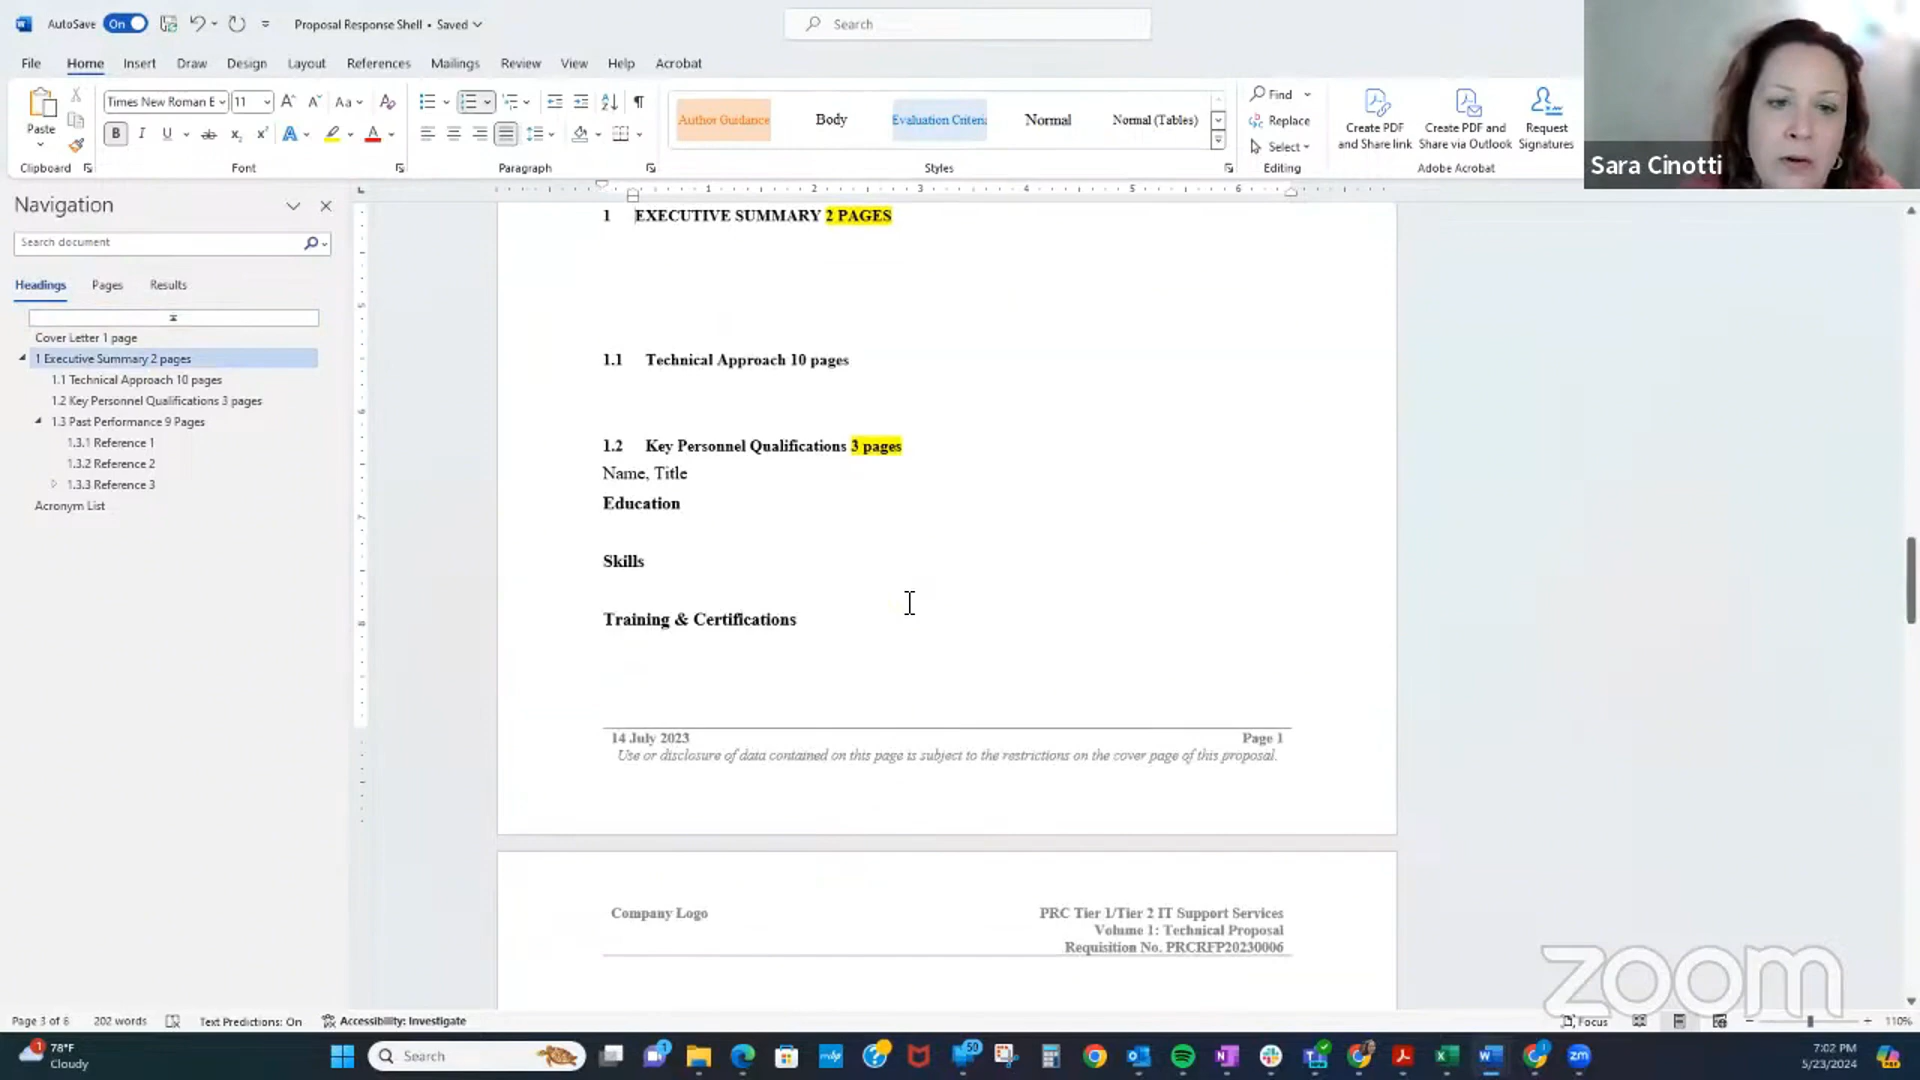 AutoSave On Proposal Response Shell • Saved Search
File Home Insert Draw Design Layout References Mailings Review View Help Acrobat
Times New Roman E 11
Paste
Clipboard Font Paragraph
Author Guidance Body Evaluation Criteri Normal Normal (Tables)
Styles
Find
Replace
Select
Editing
Create PDF and Share link
Create PDF and Share via Outlook
Request Signatures
Adobe Acrobat
Sara Cinotti
Navigation
Search document
Headings Pages Results
Cover Letter 1 page
1 Executive Summary 2 pages
1.1 Technical Approach 10 pages
1.2 Key Personnel Qualifications 3 pages
1.3 Past Performance 9 Pages
1.3.1 Reference 1
1.3.2 Reference 2
1.3.3 Reference 3
Acronym List
1 2 3 4 5 6
1 EXECUTIVE SUMMARY 2 PAGES
1.1 Technical Approach 10 pages
1.2 Key Personnel Qualifications 3 pages
Name, Title
Education
Skills
Training & Certifications
14 July 2023 Page 1
Use or disclosure of data contained on this page is subject to the restrictions on the cover page of this proposal.
Company Logo PRC Tier 1/Tier 2 IT Support Services
Volume 1: Technical Proposal
Requisition No. PRCRFP20230006
zoom
Page 3 of 6 202 words Text Predictions: On Accessibility: Investigate Focus 110%
78°F
Cloudy
Search
7:02 PM
5/23/2024